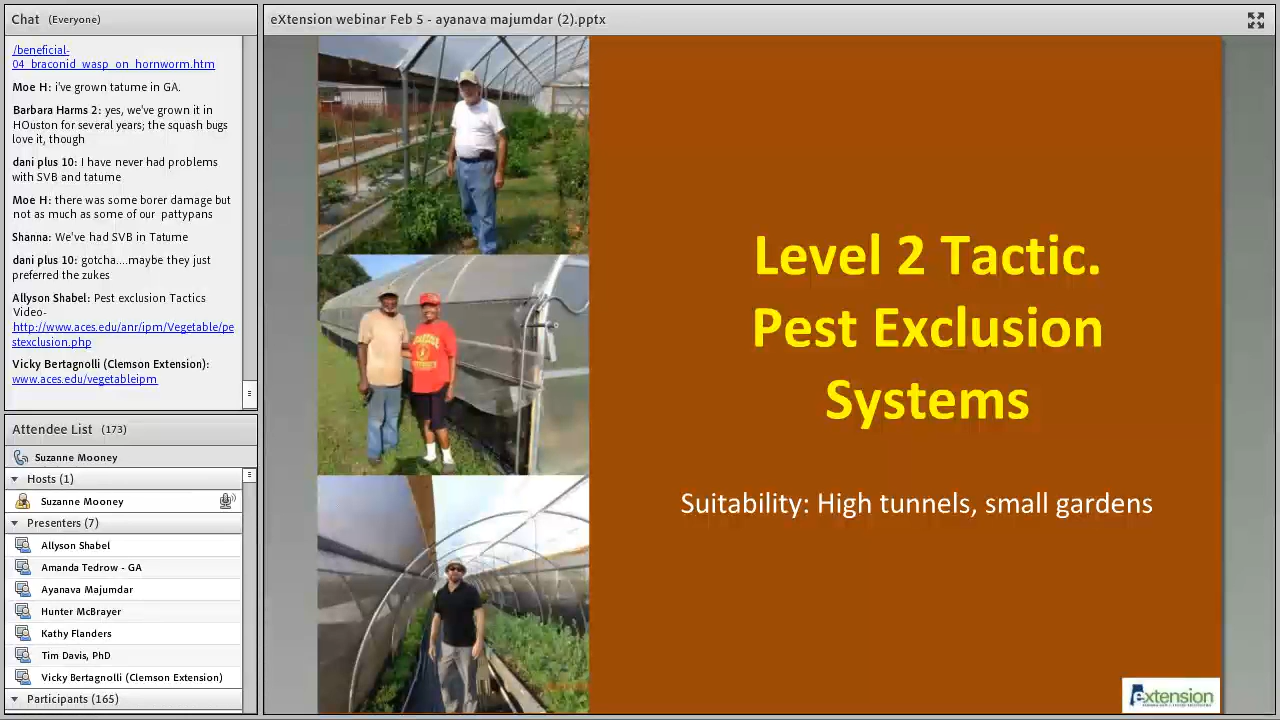 Chat (Everyone)
/beneficial-
04_braconid_wasp_on_hornworm.htm
Moe H: i've grown tatume in GA.
Barbara Harms 2: yes, we've grown it in
HOuston for several years; the squash bugs
love it, though
dani plus 10: I have never had problems
with SVB and tatume
Moe H: there was some borer damage but
not as much as some of our pattypans
Shanna: We've had SVB in Tatume
dani plus 10: gotcha....maybe they just
preferred the zukes
Allyson Shabel: Pest exclusion Tactics
Video-
http://www.aces.edu/anr/ipm/Vegetable/pe
stexclusion.php
Vicky Bertagnolli (Clemson Extension):
www.aces.edu/vegetableipm
Attendee List (173)
Suzanne Mooney
Hosts (1)
Suzanne Mooney
Presenters (7)
Allyson Shabel
Amanda Tedrow - GA
Ayanava Majumdar
Hunter McBrayer
Kathy Flanders
Tim Davis, PhD
Vicky Bertagnolli (Clemson Extension)
Participants (165)
eXtension webinar Feb 5 - ayanava majumdar (2).pptx
Level 2 Tactic.
Pest Exclusion
Systems
Suitability: High tunnels, small gardens
extension